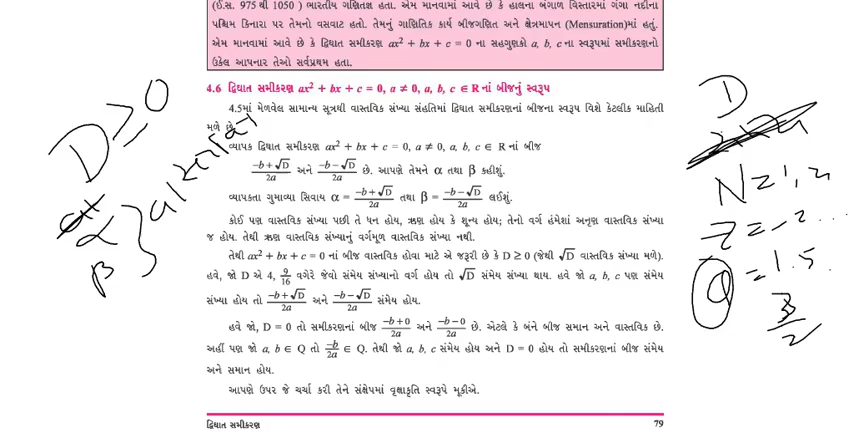 (ઈ.સ. 975 થી 1050 ) ભારતીય ગણિતજ્ઞ હતા. એમ માનવામાં આવે છે કે હાલના બંગાળ વિસ્તારમાં ગંગા નદીના
પશ્ચિમ કિનારા પર તેમનો વસવાટ હતો. તેમનું ગાણિતિક કાર્ય બીજગણિત અને ક્ષેત્રમાપન (Mensuration)માં હતું.
એમ માનવામાં આવે છે કે દ્વિઘાત સમીકરણ ax² + bx + c = 0 ના સહગુણકો a, b, c ના સ્વરૂપમાં સમીકરણનો
ઉકેલ આપનાર તેઓ સર્વપ્રથમ હતા.
4.6 દ્વિઘાત સમીકરણ ax² + bx + c = 0, a ≠ 0, a, b, c ∈ R નાં બીજનું સ્વરૂપ
4.5માં મેળવેલ સામાન્ય સૂત્રથી વાસ્તવિક સંખ્યા સંહતિમાં દ્વિઘાત સમીકરણનાં બીજના સ્વરૂપ વિશે કેટલીક માહિતી
મળે છે.
વ્યાપક દ્વિઘાત સમીકરણ ax² + bx + c = 0, a ≠ 0, a, b, c ∈ R નાં બીજ
(-b + √D)/2a અને (-b - √D)/2a છે. આપણે તેમને α તથા β કહીશું.
વ્યાપકતા ગુમાવ્યા સિવાય α = (-b + √D)/2a તથા β = (-b - √D)/2a લઈશું.
કોઈ પણ વાસ્તવિક સંખ્યા પછી તે ધન હોય, ઋણ હોય કે શૂન્ય હોય; તેનો વર્ગ હંમેશાં અનૃણ વાસ્તવિક સંખ્યા
જ હોય. તેથી ઋણ વાસ્તવિક સંખ્યાનું વર્ગમૂળ વાસ્તવિક સંખ્યા નથી.
તેથી ax² + bx + c = 0 નાં બીજ વાસ્તવિક હોવા માટે એ જરૂરી છે કે D ≥ 0 (જેથી √D વાસ્તવિક સંખ્યા મળે).
હવે, જો D એ 4, 9/16 વગેરે જેવો સંમેય સંખ્યાનો વર્ગ હોય તો √D સંમેય સંખ્યા થાય. હવે જો a, b, c પણ સંમેય
સંખ્યા હોય તો (-b + √D)/2a અને (-b - √D)/2a સંમેય હોય.
હવે જો, D = 0 તો સમીકરણનાં બીજ (-b + 0)/2a અને (-b - 0)/2a છે. એટલે કે બંને બીજ સમાન અને વાસ્તવિક છે.
અહીં પણ જો a, b ∈ Q તો -b/2a ∈ Q. તેથી જો a, b, c સંમેય હોય અને D = 0 હોય તો સમીકરણનાં બીજ સંમેય
અને સમાન હોય.
આપણે ઉપર જે ચર્ચા કરી તેને સંક્ષેપમાં વૃક્ષાકૃતિ સ્વરૂપે મૂકીએ.
દ્વિઘાત સમીકરણ 79
D ≥ 0
α
β
D
N = 1, 2
Z = -2 ...
Q = 1.5
3/2